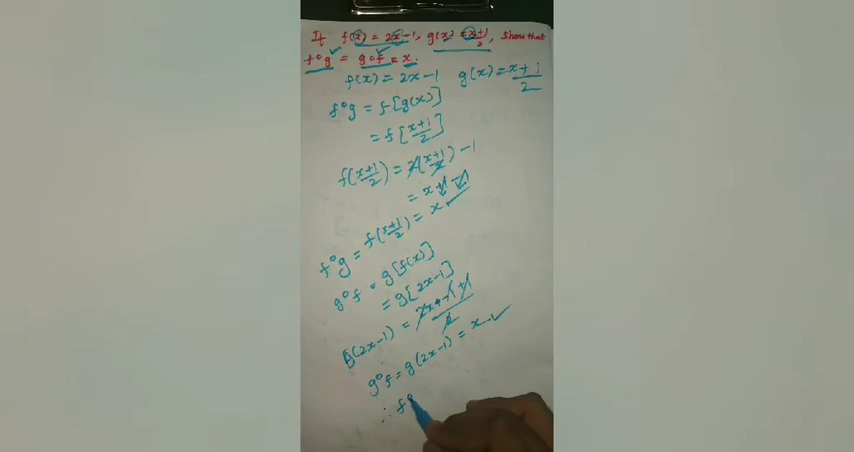 If f(x) = 2x-1, g(x) = x+1/2, show that
f∘g = g∘f = x.
f(x) = 2x-1 g(x) = x+1/2
f∘g = f[g(x)]
= f[x+1/2]
f(x+1/2) = 2(x+1/2) -1
= x+1-1
f∘g = f(x+1/2) = x
g∘f = g[f(x)]
= g[2x-1]
g(2x-1) = 2x-1+1/2
g∘f = g(2x-1) = x
∴ f∘